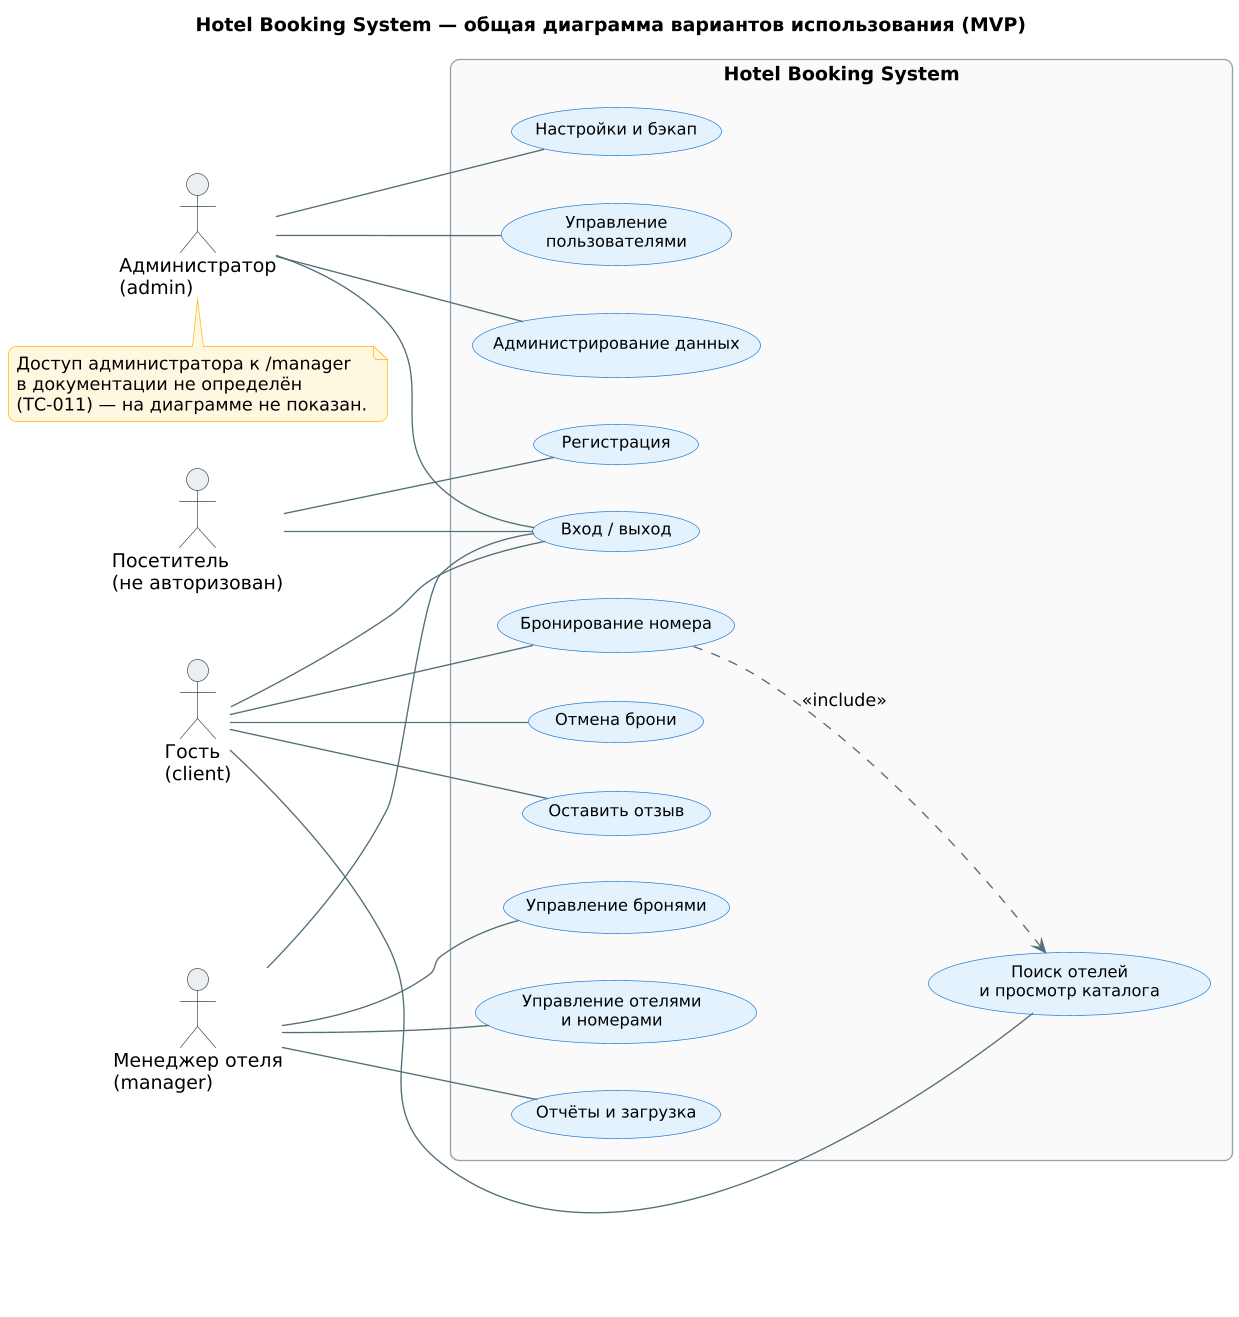 Hotel Booking System — общая диаграмма вариантов использования (MVP)
Hotel Booking System
Настройки и бэкап
Управление
пользователями
Администратор
(admin)
Администрирование данных
Доступ администратора к /manager
в документации не определён
(TC-011) — на диаграмме не показан.
Регистрация
Вход / выход
Посетитель
(не авторизован)
Бронирование номера
«include»
Отмена брони
Гость
(client)
Оставить отзыв
Управление бронями
Поиск отелей
и просмотр каталога
Управление отелями
и номерами
Менеджер отеля
(manager)
Отчёты и загрузка